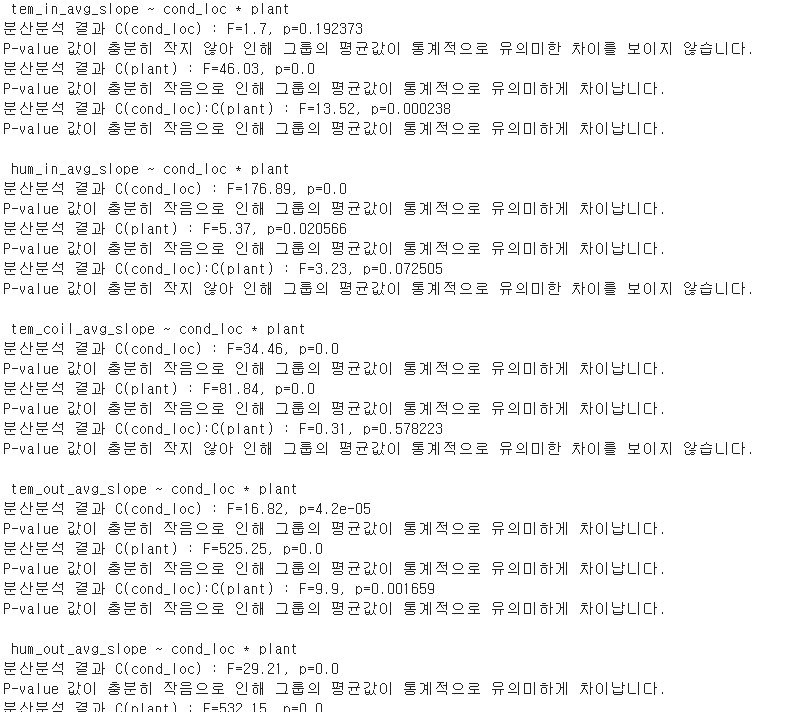 tem_in_avg_slope ~ cond_loc * plant
분산분석 결과 C(cond_loc) : F=1.7, p=0.192373
P-value 값이 충분히 작지 않아 인해 그룹의 평균값이 통계적으로 유의미한 차이를 보이지 않습니다.
분산분석 결과 C(plant) : F=46.03, p=0.0
P-value 값이 충분히 작음으로 인해 그룹의 평균값이 통계적으로 유의미하게 차이납니다.
분산분석 결과 C(cond_loc):C(plant) : F=13.52, p=0.000238
P-value 값이 충분히 작음으로 인해 그룹의 평균값이 통계적으로 유의미하게 차이납니다.
hum_in_avg_slope ~ cond_loc * plant
분산분석 결과 C(cond_loc) : F=176.89, p=0.0
P-value 값이 충분히 작음으로 인해 그룹의 평균값이 통계적으로 유의미하게 차이납니다.
분산분석 결과 C(plant) : F=5.37, p=0.020566
P-value 값이 충분히 작음으로 인해 그룹의 평균값이 통계적으로 유의미하게 차이납니다.
분산분석 결과 C(cond_loc):C(plant) : F=3.23, p=0.072505
P-value 값이 충분히 작지 않아 인해 그룹의 평균값이 통계적으로 유의미한 차이를 보이지 않습니다.
tem_coil_avg_slope ~ cond_loc * plant
분산분석 결과 C(cond_loc) : F=34.46, p=0.0
P-value 값이 충분히 작음으로 인해 그룹의 평균값이 통계적으로 유의미하게 차이납니다.
분산분석 결과 C(plant) : F=81.84, p=0.0
P-value 값이 충분히 작음으로 인해 그룹의 평균값이 통계적으로 유의미하게 차이납니다.
분산분석 결과 C(cond_loc):C(plant) : F=0.31, p=0.578223
P-value 값이 충분히 작지 않아 인해 그룹의 평균값이 통계적으로 유의미한 차이를 보이지 않습니다.
tem_out_avg_slope ~ cond_loc * plant
분산분석 결과 C(cond_loc) : F=16.82, p=4.2e-05
P-value 값이 충분히 작음으로 인해 그룹의 평균값이 통계적으로 유의미하게 차이납니다.
분산분석 결과 C(plant) : F=525.25, p=0.0
P-value 값이 충분히 작음으로 인해 그룹의 평균값이 통계적으로 유의미하게 차이납니다.
분산분석 결과 C(cond_loc):C(plant) : F=9.9, p=0.001659
P-value 값이 충분히 작음으로 인해 그룹의 평균값이 통계적으로 유의미하게 차이납니다.
hum_out_avg_slope ~ cond_loc * plant
분산분석 결과 C(cond_loc) : F=29.21, p=0.0
P-value 값이 충분히 작음으로 인해 그룹의 평균값이 통계적으로 유의미하게 차이납니다.
분산분석 결과 C(plant) : F=532.15, p=0.0